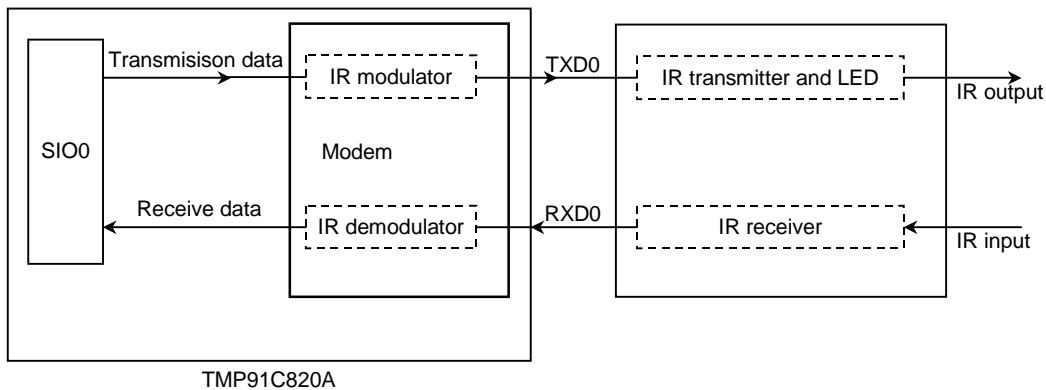 Transmisison data
IR modulator
TXD0
IR transmitter and LED
IR output
SIO0
Modem
Receive data
IR demodulator
RXD0
IR receiver
IR input
TMP91C820A